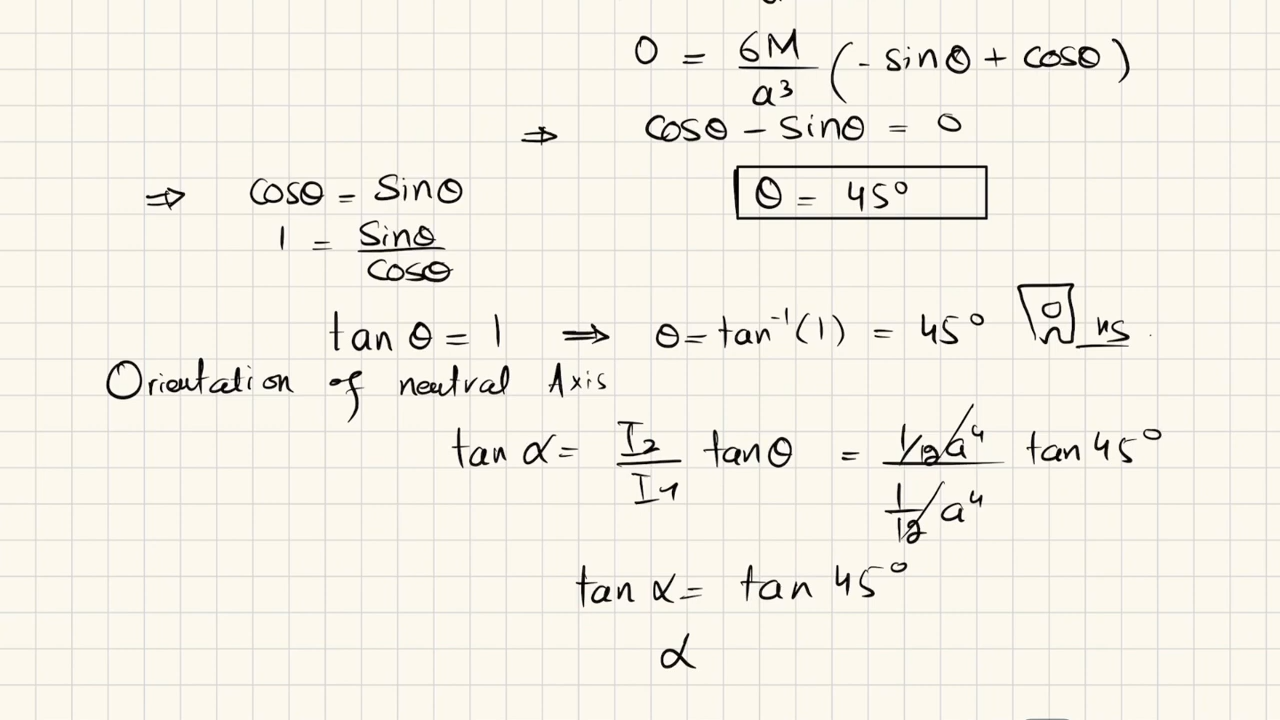 0 = 6M/a³ (- sinθ + cosθ)
⇒ cosθ - sinθ = 0
θ = 45°
⇒ cosθ = sinθ
1 = sinθ/cosθ
tan θ = 1 ⇒ θ = tan⁻¹(1) = 45° ns
Orientation of neutral Axis
tan α = I₂/I₁ tanθ = 1/12 a⁴ / 1/12 a⁴ tan 45°
tan α = tan 45°
α